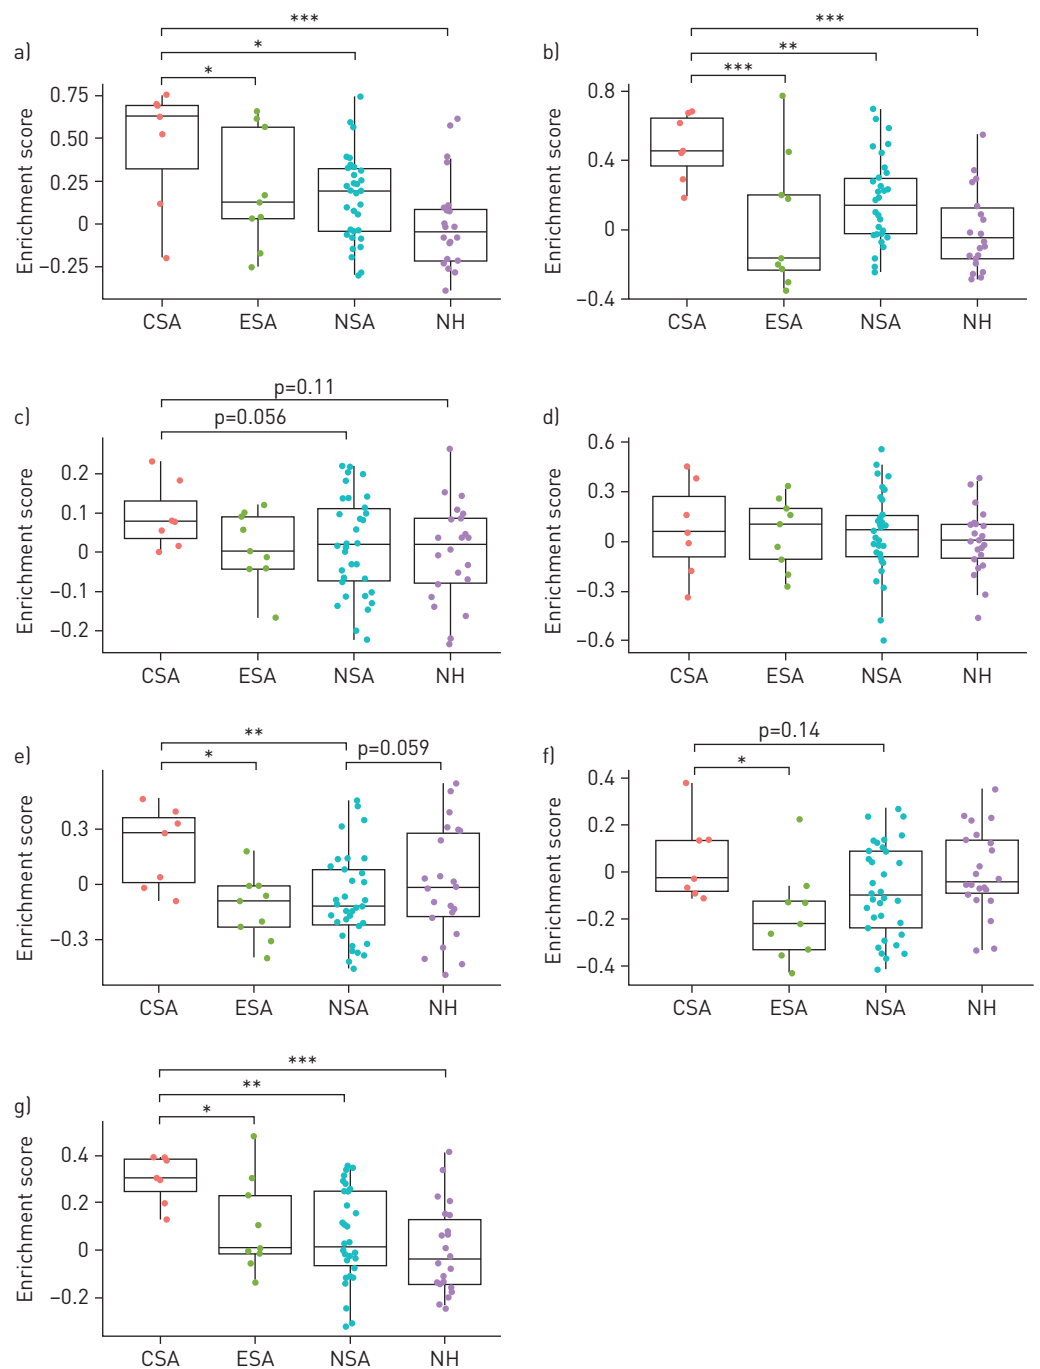 ***
***
a)
*
b)
**
*
***
0.75
0.50
0.25
0
−0.25
Enrichment score
CSA
ESA
NSA
NH
0.8
0.4
0
−0.4
Enrichment score
CSA
ESA
NSA
NH
p=0.11
c)
p=0.056
d)
0.2
0.1
0
−0.1
−0.2
Enrichment score
CSA
ESA
NSA
NH
0.6
0.3
0
−0.3
−0.6
Enrichment score
CSA
ESA
NSA
NH
e)
**
p=0.059
*
f)
p=0.14
*
0.3
0
−0.3
Enrichment score
CSA
ESA
NSA
NH
0.4
0.2
0
−0.2
−0.4
Enrichment score
CSA
ESA
NSA
NH
***
**
g)
*
0.4
0.2
0
−0.2
Enrichment score
CSA
ESA
NSA
NH